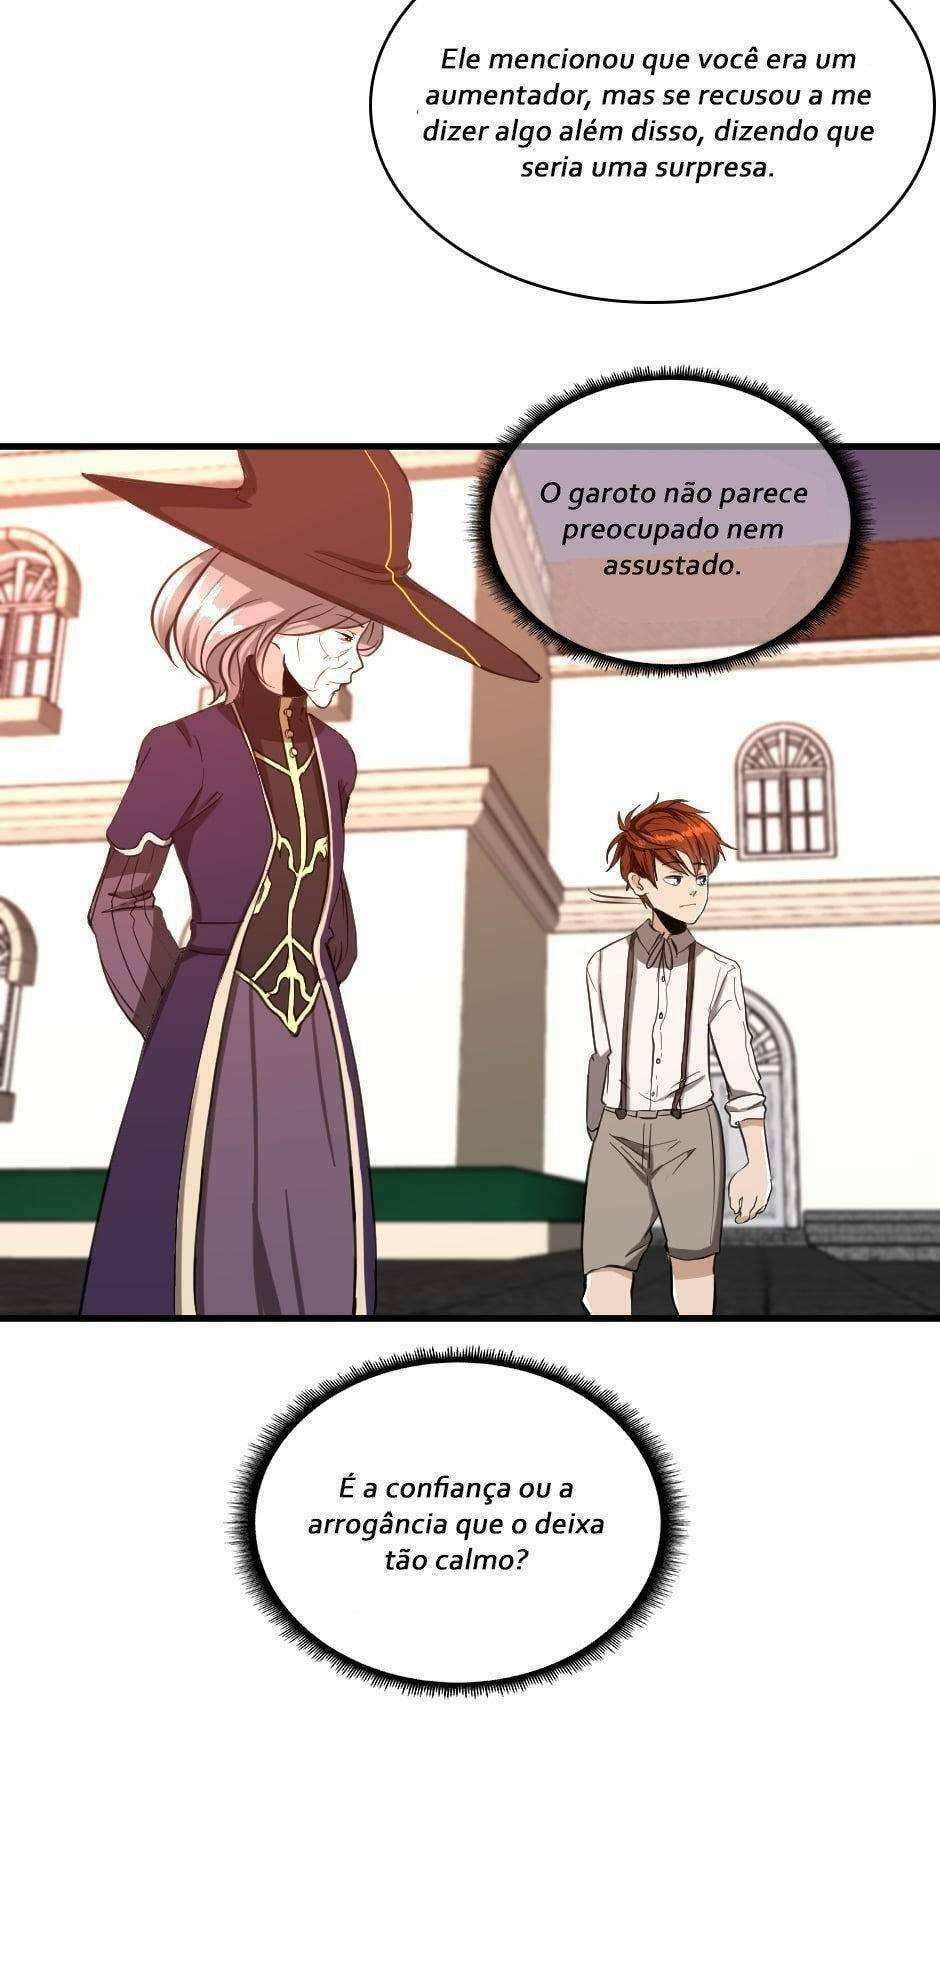 Ele mencionou que você era um
aumentador, mas se recusou a me
dizer algo além disso, dizendo que
seria uma surpresa.
O garoto não parece
preocupado nem
assustado.
É a confiança ou a
arrogância que o deixa
tão calmo?